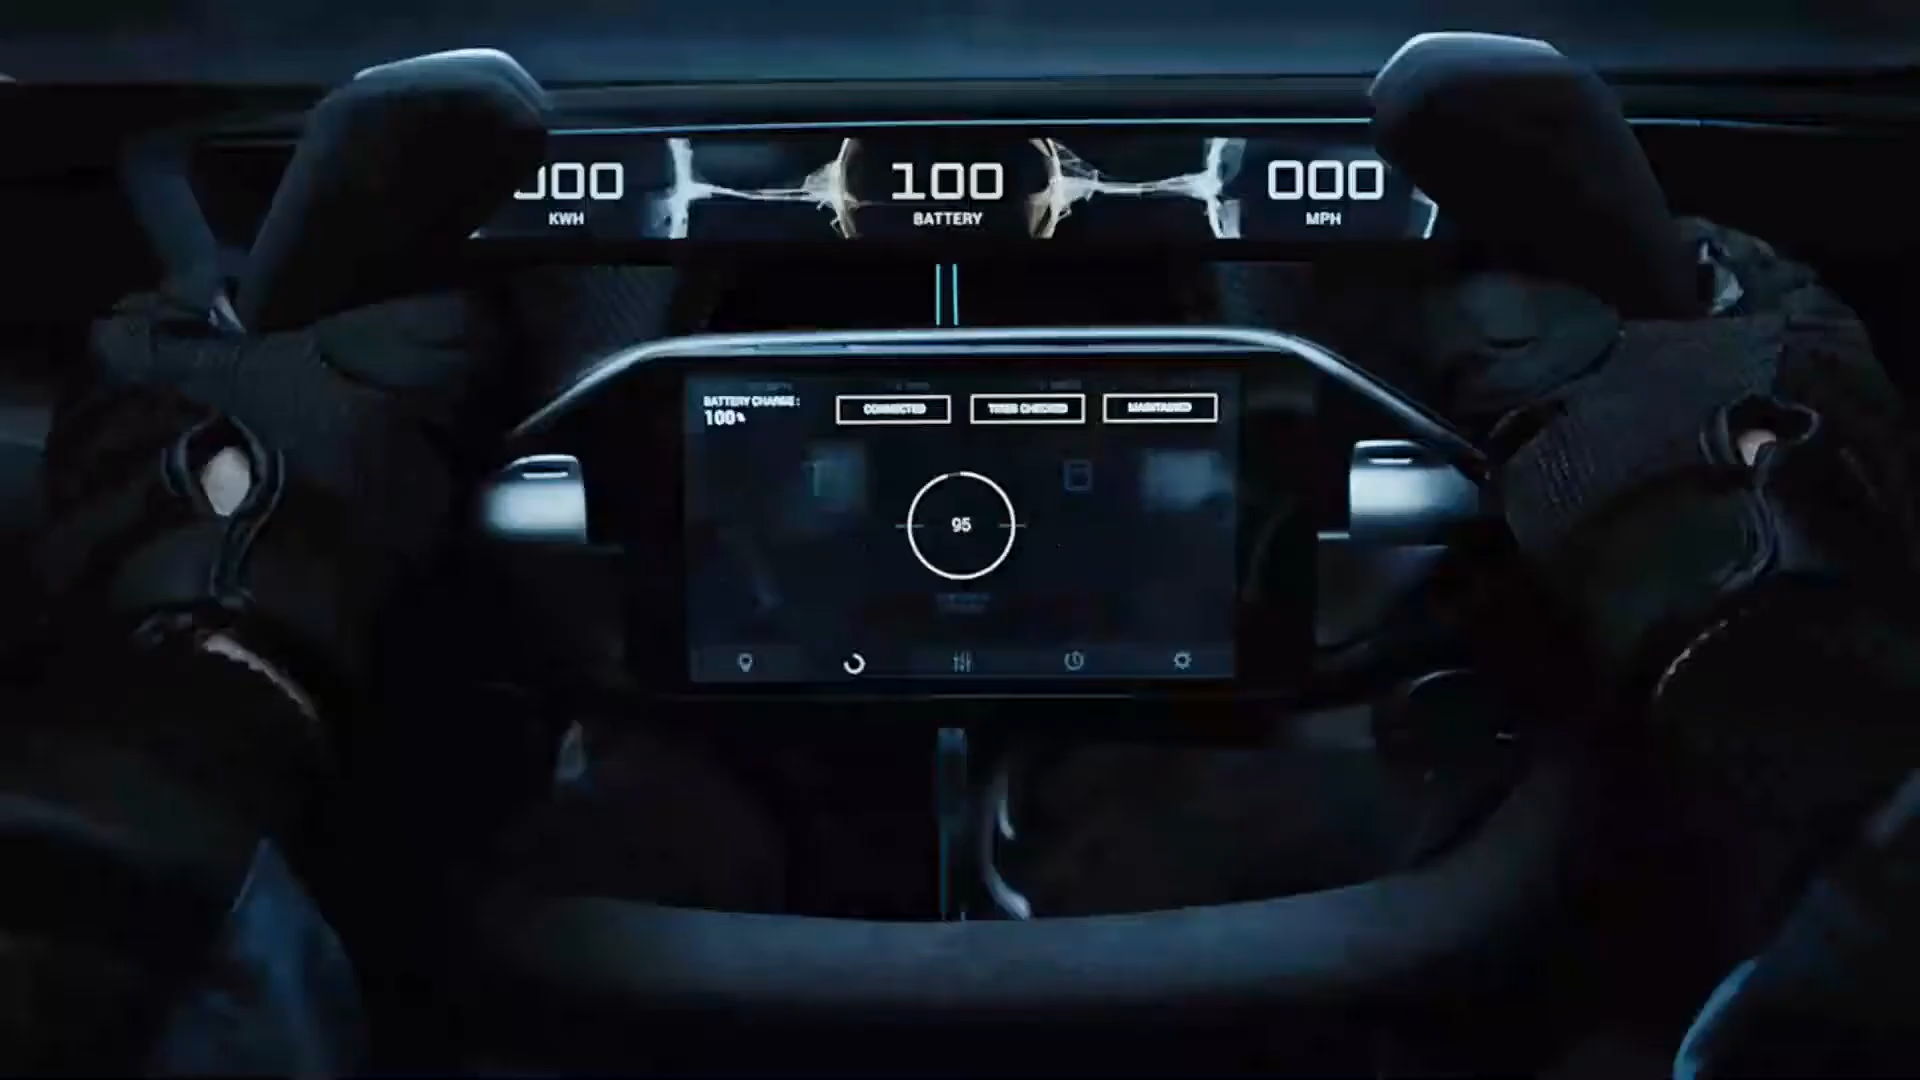 000 100 000
KWH BATTERY MPH
BATTERY CHARGE: CONNECTED TIRES CHECKED MAINTAINED
100%
95